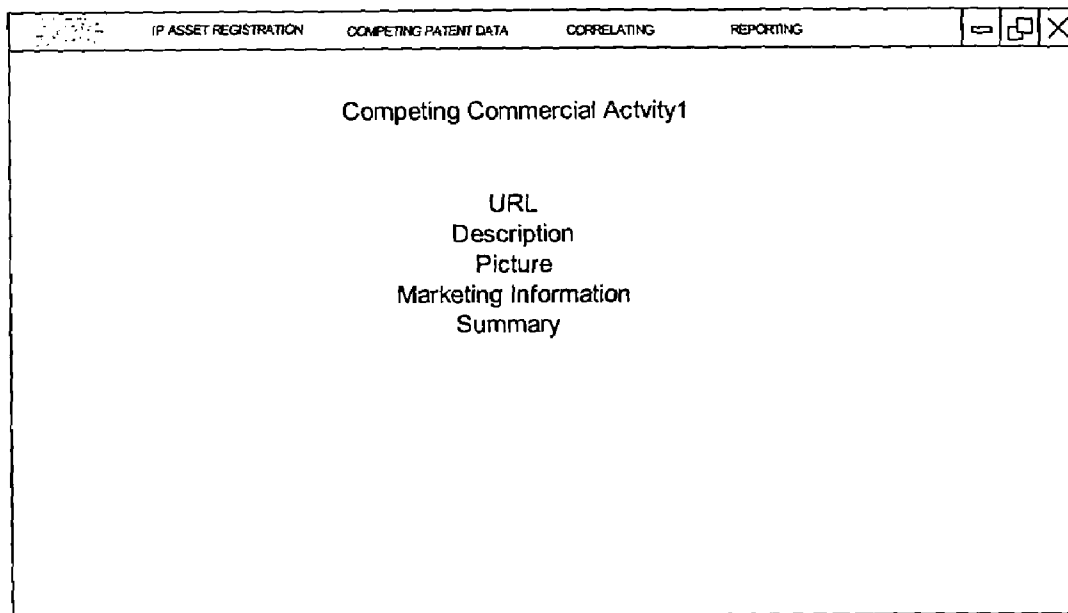 IP ASSET REGISTRATION COMPETING PATENT DATA CORRELATING REPORTING
Competing Commercial Actvity1
URL
Description
Picture
Marketing Information
Summary